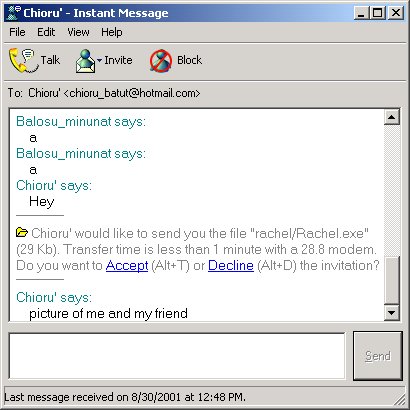 Chioru' - Instant Message
File Edit View Help
Talk Invite Block
To: Chioru' <chioru_batut@hotmail.com>
Balosu_minunat says:
a
Balosu_minunat says:
a
Chioru' says:
Hey
Chioru' would like to send you the file "rachel/Rachel.exe"
(29 Kb). Transfer time is less than 1 minute with a 28.8 modem.
Do you want to Accept (Alt+T) or Decline (Alt+D) the invitation?
Chioru' says:
picture of me and my friend
Send
Last message received on 8/30/2001 at 12:48 PM.